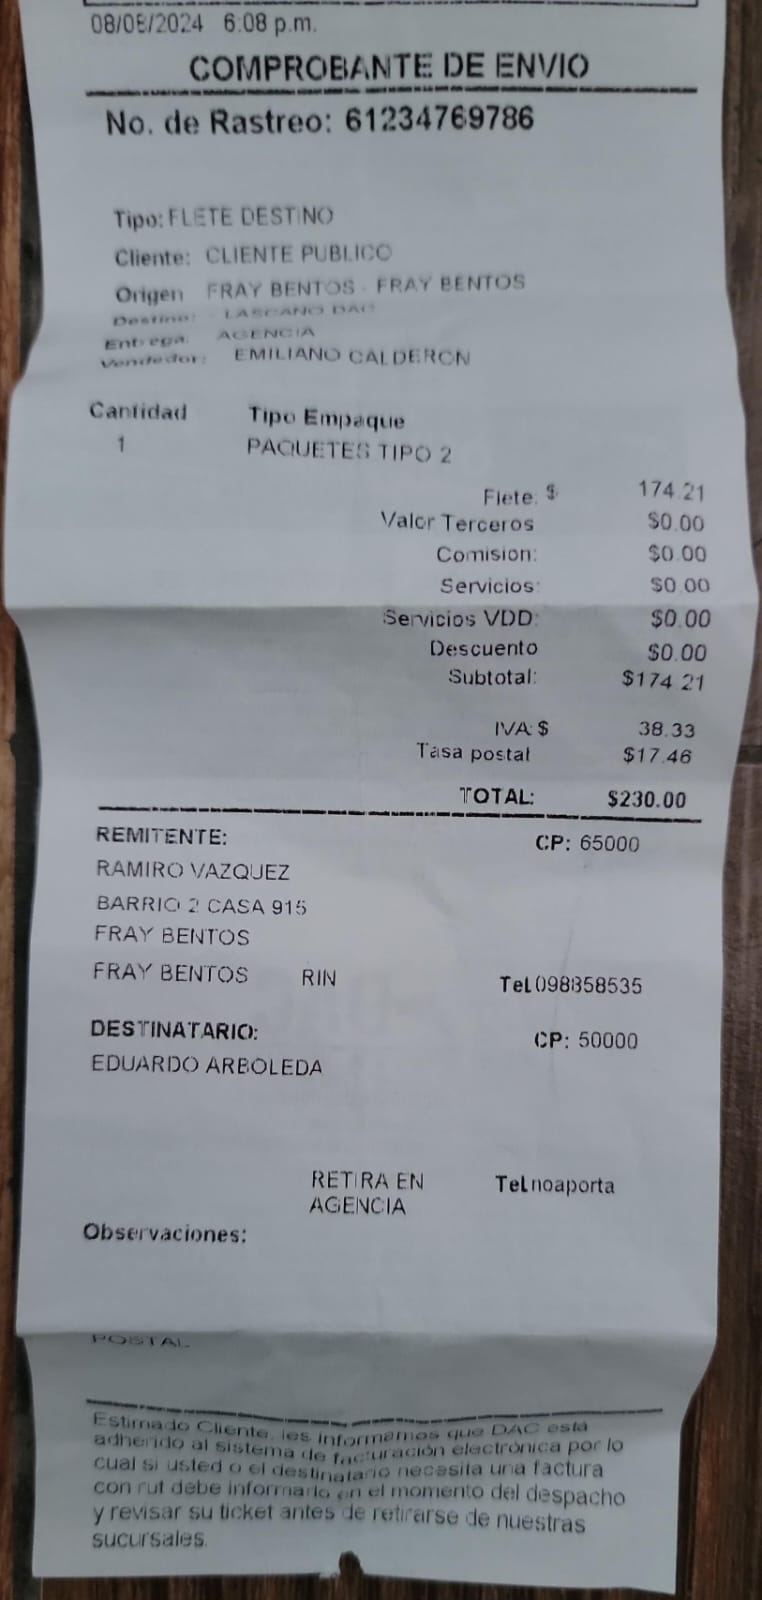 08/08/2024 6:08 p.m.
COMPROBANTE DE ENVIO
No. de Rastreo: 61234769786
Tipo: FLETE DESTINO
Cliente: CLIENTE PUBLICO
Origen FRAY BENTOS - FRAY BENTOS
Destino: - LASCANO DAC
Entrega: AGENCIA
Vendedor: EMILIANO CALDERON
Cantidad Tipo Empaque
1 PAQUETES TIPO 2
Flete: $ 174.21
Valor Terceros $0.00
Comision: $0.00
Servicios: $0.00
Servicios VDD: $0.00
Descuento $0.00
Subtotal: $174.21
IVA: $ 38.33
Tasa postal $17.46
TOTAL: $230.00
REMITENTE: CP: 65000
RAMIRO VAZQUEZ
BARRIO 2 CASA 915
FRAY BENTOS
FRAY BENTOS RIN Tel.098858535
DESTINATARIO: CP: 50000
EDUARDO ARBOLEDA
RETIRA EN Tel.noaporta
AGENCIA
Observaciones:
POSTAL
Estimado Cliente, les informamos que DAC está
adherido al sistema de facturación electrónica por lo
cual si usted o el destinatario necesita una factura
con rut debe informarlo en el momento del despacho
y revisar su ticket antes de retirarse de nuestras
sucursales.